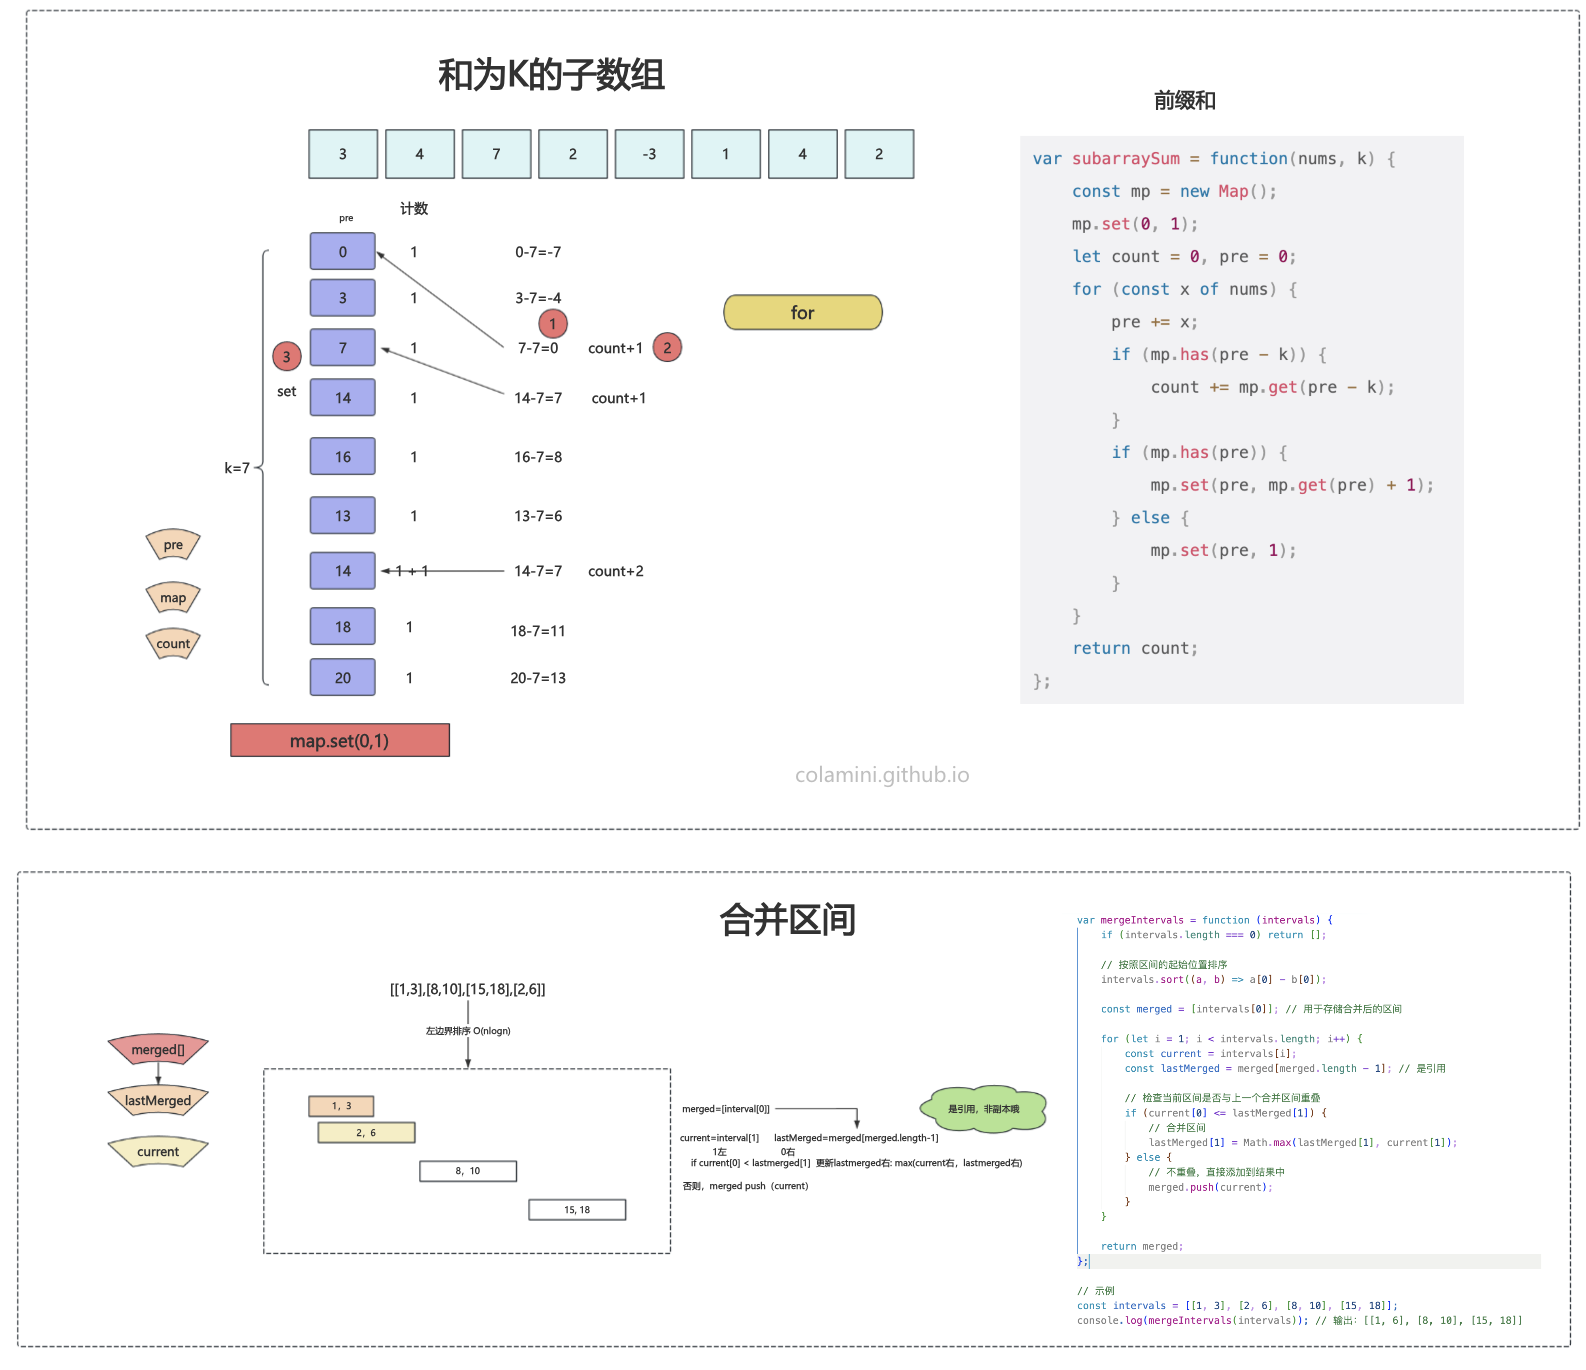 和为K的子数组
3 4 7 2 -3 1 4 2
pre 计数
0 1 0-7=-7
3 1 3-7=-4
1
7 1 7-7=0 count+1 2
3
set
14 1 14-7=7 count+1
16 1 16-7=8
k=7
13 1 13-7=6
14 1 + 1 14-7=7 count+2
18 1 18-7=11
20 1 20-7=13
for
pre
map
count
map.set(0,1)
前缀和
var subarraySum = function(nums, k) {
const mp = new Map();
mp.set(0, 1);
let count = 0, pre = 0;
for (const x of nums) {
pre += x;
if (mp.has(pre - k)) {
count += mp.get(pre - k);
}
if (mp.has(pre)) {
mp.set(pre, mp.get(pre) + 1);
} else {
mp.set(pre, 1);
}
}
return count;
};
colamini.github.io
合并区间
[[1,3],[8,10],[15,18],[2,6]]
左边界排序 O(nlogn)
merged[]
lastMerged
current
1, 3
2, 6
8, 10
15, 18
merged=[interval[0]]
是引用，非副本哦
current=interval[1] lastMerged=merged[merged.length-1]
1左 0右
if current[0] < lastmerged[1] 更新lastmerged右: max(current右，lastmerged右)
否则，merged push（current）
var mergeIntervals = function (intervals) {
if (intervals.length === 0) return [];
// 按照区间的起始位置排序
intervals.sort((a, b) => a[0] - b[0]);
const merged = [intervals[0]]; // 用于存储合并后的区间
for (let i = 1; i < intervals.length; i++) {
const current = intervals[i];
const lastMerged = merged[merged.length - 1]; // 是引用
// 检查当前区间是否与上一个合并区间重叠
if (current[0] <= lastMerged[1]) {
// 合并区间
lastMerged[1] = Math.max(lastMerged[1], current[1]);
} else {
// 不重叠，直接添加到结果中
merged.push(current);
}
}
return merged;
};
// 示例
const intervals = [[1, 3], [2, 6], [8, 10], [15, 18]];
console.log(mergeIntervals(intervals)); // 输出: [[1, 6], [8, 10], [15, 18]]